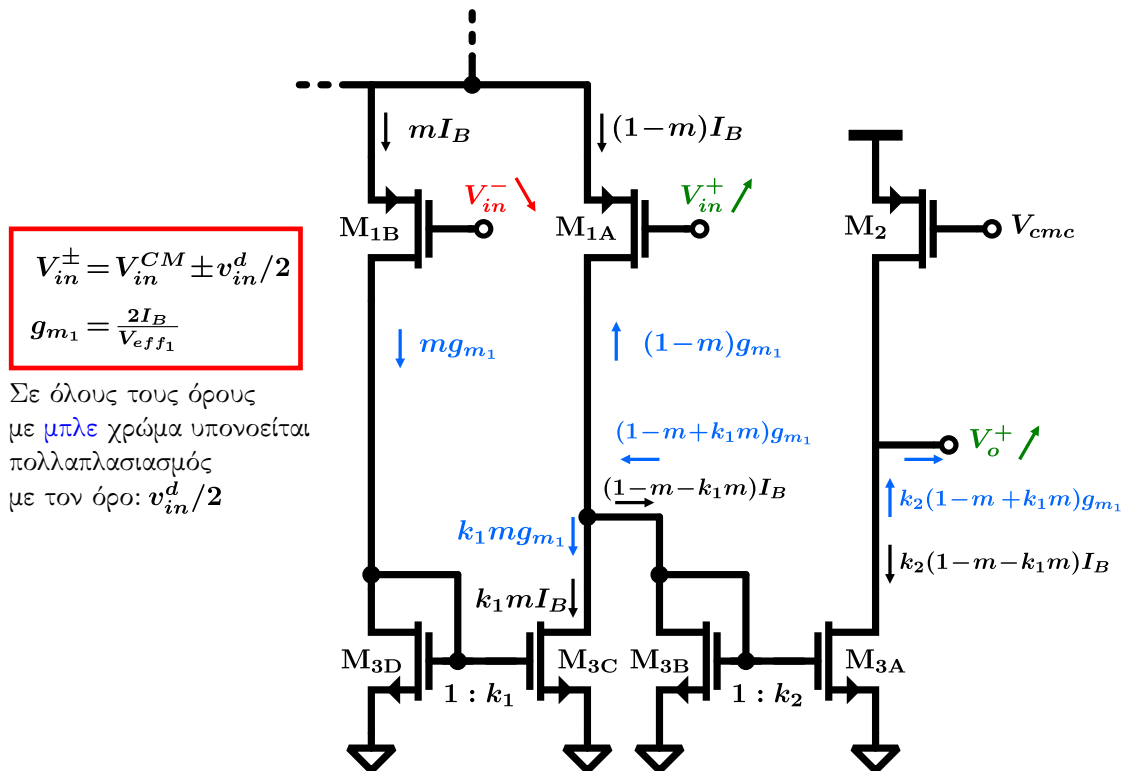 mI_B
(1−m)I_B
V_in^−
V_in^+
M_1B
M_1A
M_2
V_cmc
V_in^± = V_in^CM ± v_in^d/2
g_m1 = 2I_B/V_eff1
mg_m1
(1−m)g_m1
Σε όλους τους όρους
με μπλε χρώμα υπονοείται
πολλαπλασιασμός
με τον όρο: v_in^d/2
(1−m+k_1m)g_m1
V_o^+
(1−m−k_1m)I_B
k_2(1−m+k_1m)g_m1
k_1mg_m1
k_2(1−m−k_1m)I_B
k_1mI_B
M_3D
M_3C
M_3B
M_3A
1 : k_1
1 : k_2